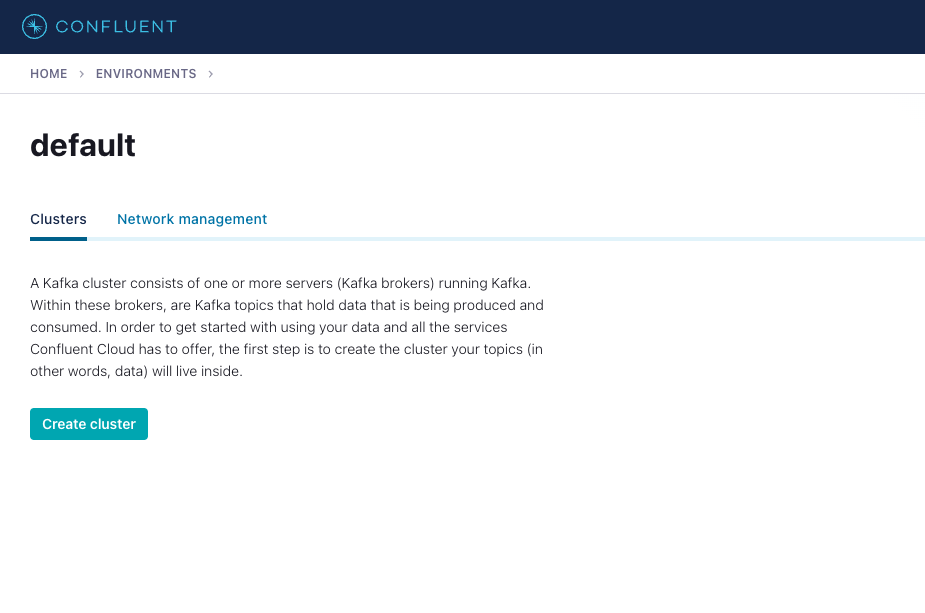 CONFLUENT
HOME > ENVIRONMENTS >
default
Clusters Network management
A Kafka cluster consists of one or more servers (Kafka brokers) running Kafka.
Within these brokers, are Kafka topics that hold data that is being produced and
consumed. In order to get started with using your data and all the services
Confluent Cloud has to offer, the first step is to create the cluster your topics (in
other words, data) will live inside.
Create cluster